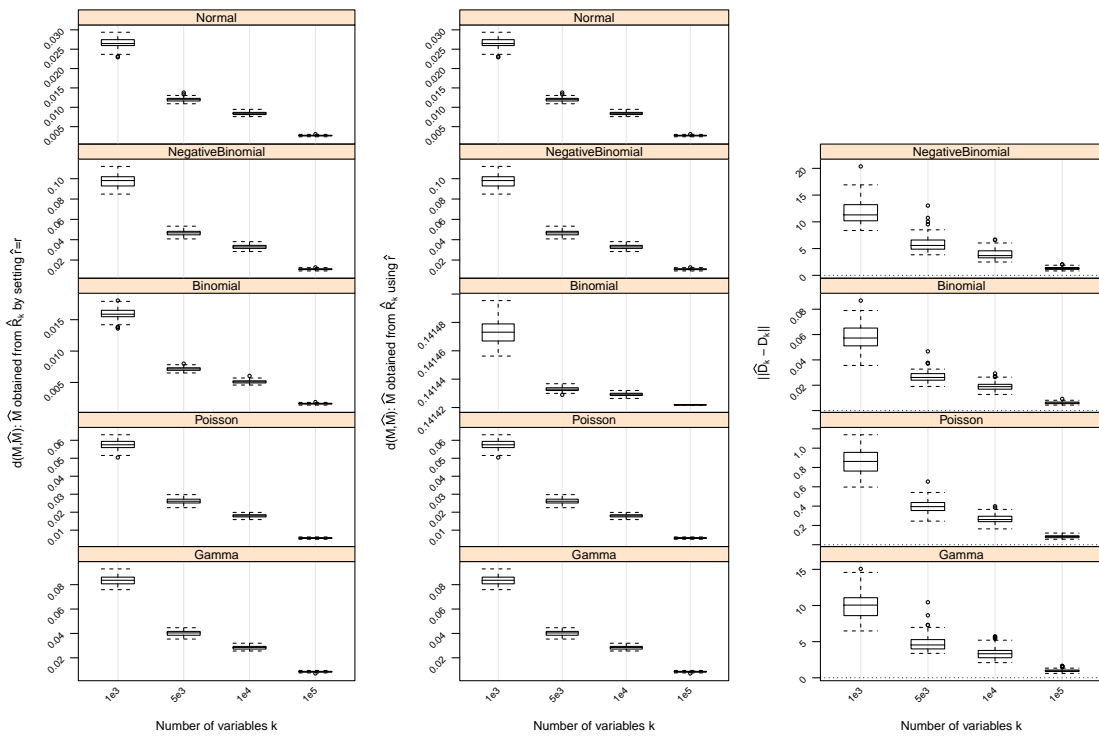 d(M,M̂): M̂ obtained from R̂_k by setting r̂=r
Normal
0.030
0.025
0.020
0.015
0.010
0.005
NegativeBinomial
0.10
0.08
0.06
0.04
0.02
Binomial
0.015
0.010
0.005
Poisson
0.06
0.05
0.04
0.03
0.02
0.01
Gamma
0.08
0.06
0.04
0.02
1e3 5e3 1e4 1e5
Number of variables k
d(M,M̂): M̂ obtained from R̂_k using r̂
Normal
0.030
0.025
0.020
0.015
0.010
0.005
NegativeBinomial
0.10
0.08
0.06
0.04
0.02
Binomial
0.14148
0.14146
0.14144
0.14142
Poisson
0.06
0.05
0.04
0.03
0.02
0.01
Gamma
0.08
0.06
0.04
0.02
1e3 5e3 1e4 1e5
Number of variables k
||D̂_k − D_k||
NegativeBinomial
20
15
10
5
0
Binomial
0.08
0.06
0.04
0.02
0.00
Poisson
1.0
0.8
0.6
0.4
0.2
Gamma
15
10
5
0
1e3 5e3 1e4 1e5
Number of variables k